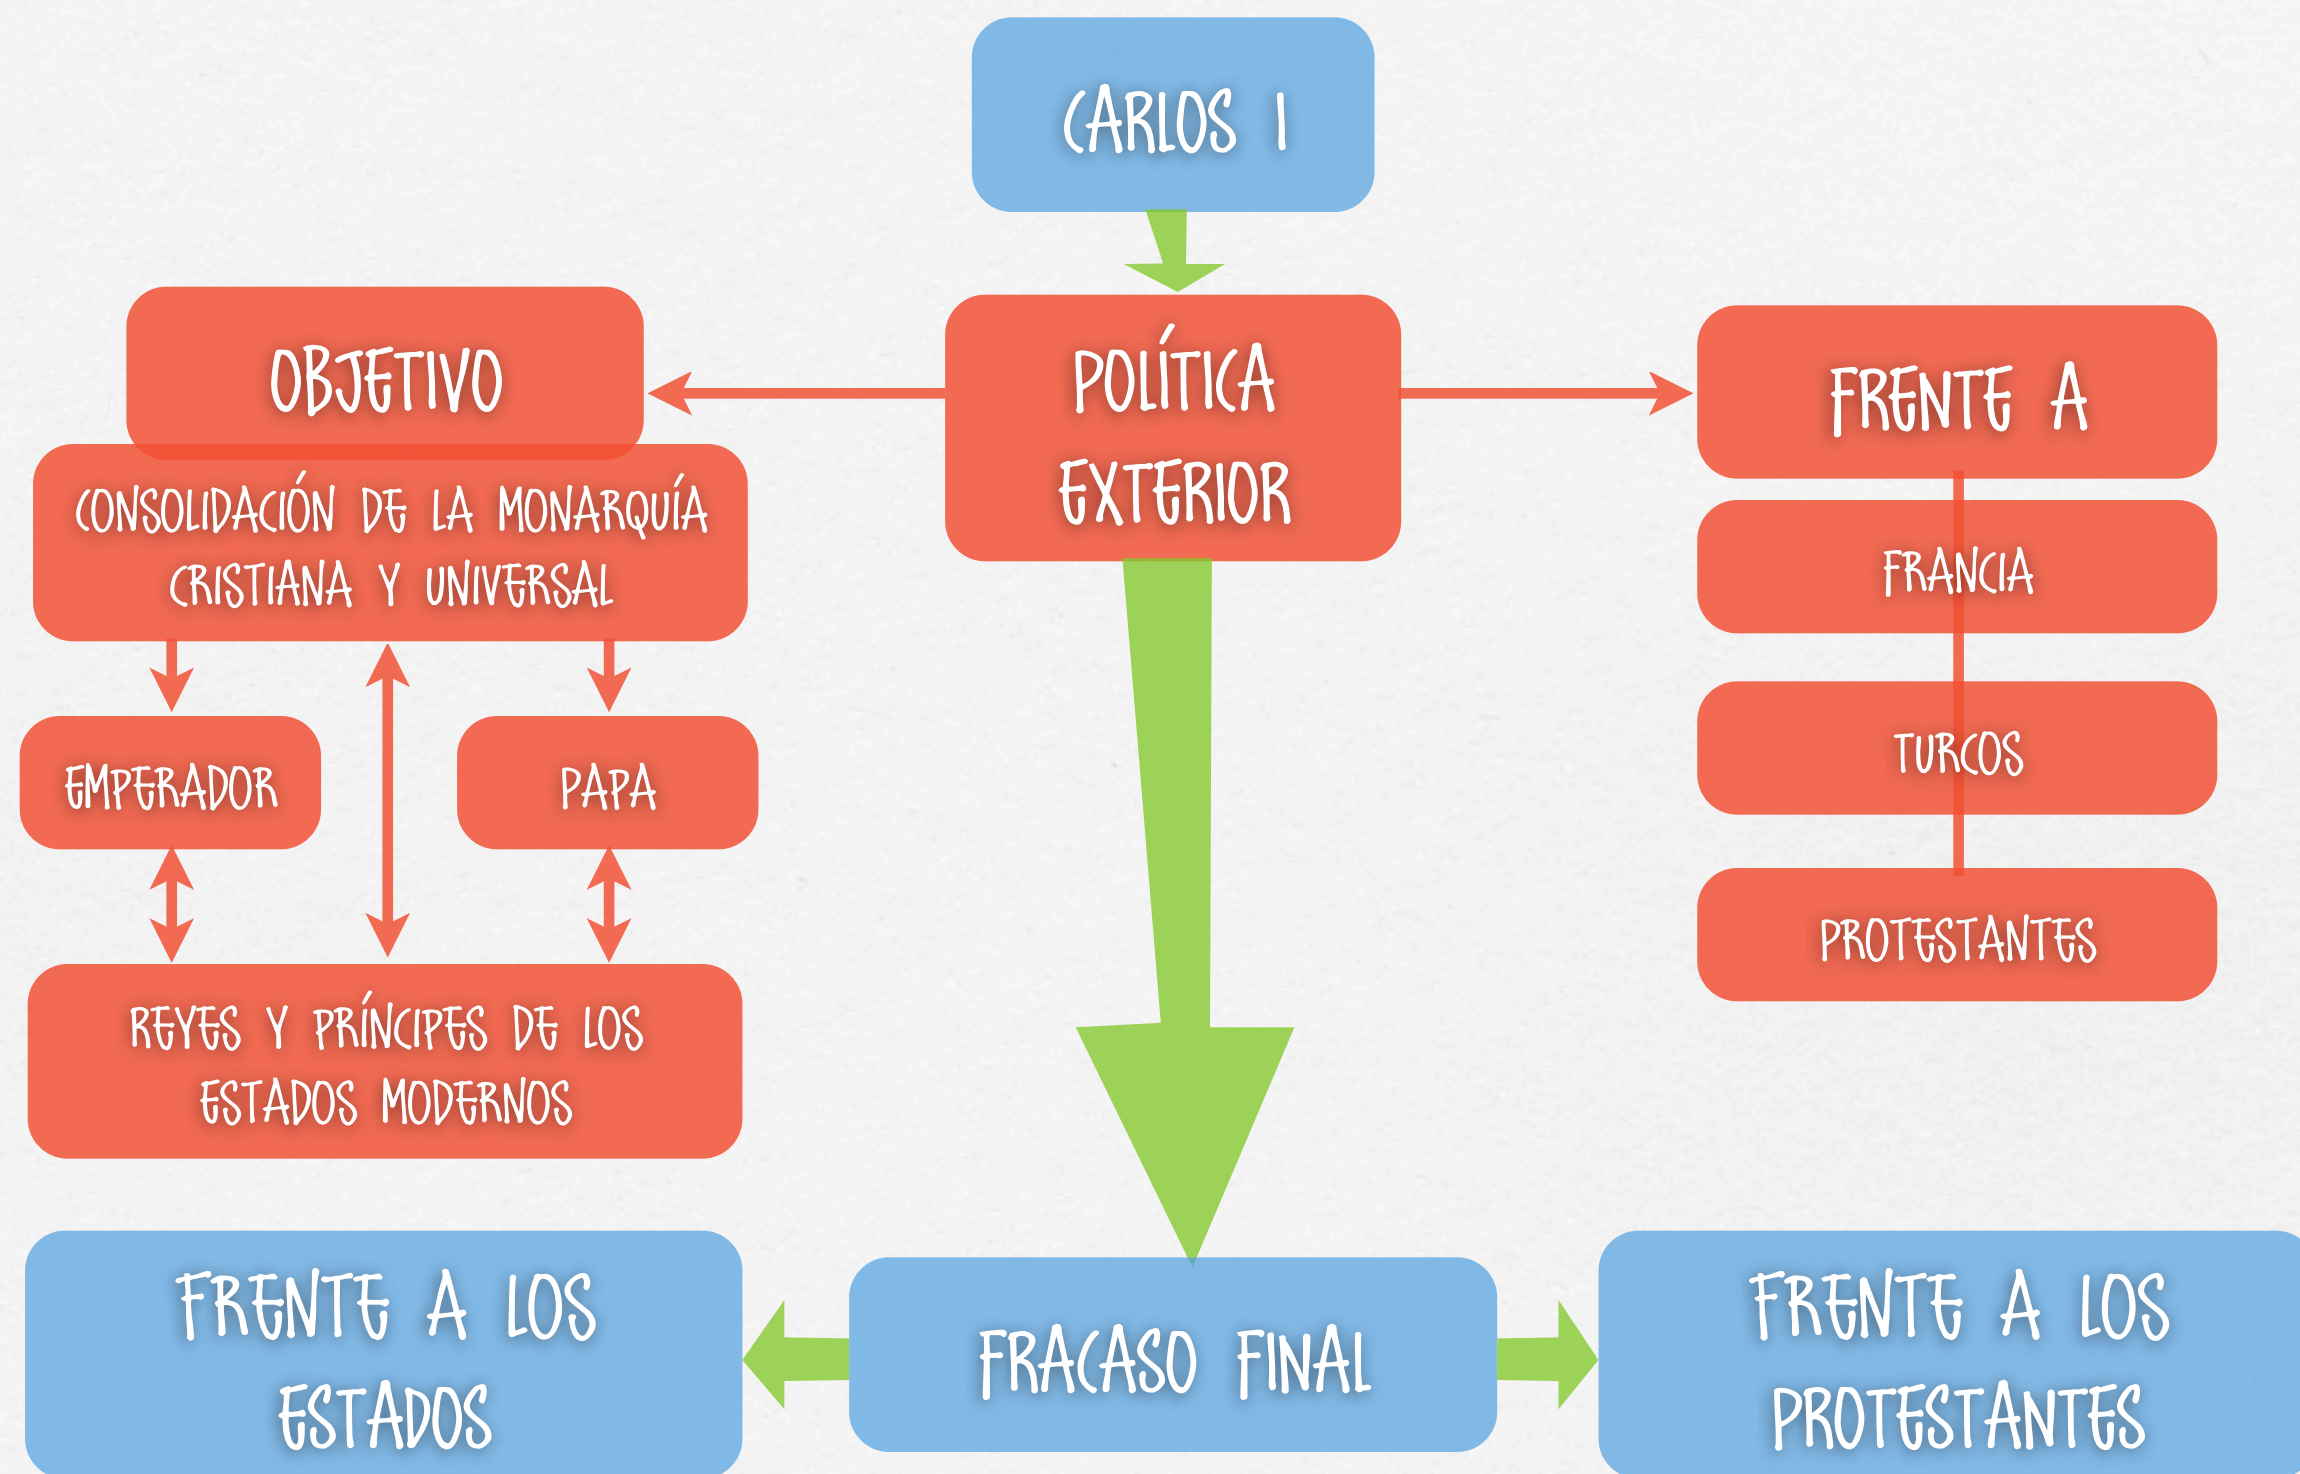 CARLOS I
OBJETIVO
CONSOLIDACIÓN DE LA MONARQUÍA
CRISTIANA Y UNIVERSAL
EMPERADOR
PAPA
REYES Y PRÍNCIPES DE LOS
ESTADOS MODERNOS
POLÍTICA
EXTERIOR
FRENTE A
FRANCIA
TURCOS
PROTESTANTES
FRENTE A LOS
ESTADOS
FRACASO FINAL
FRENTE A LOS
PROTESTANTES